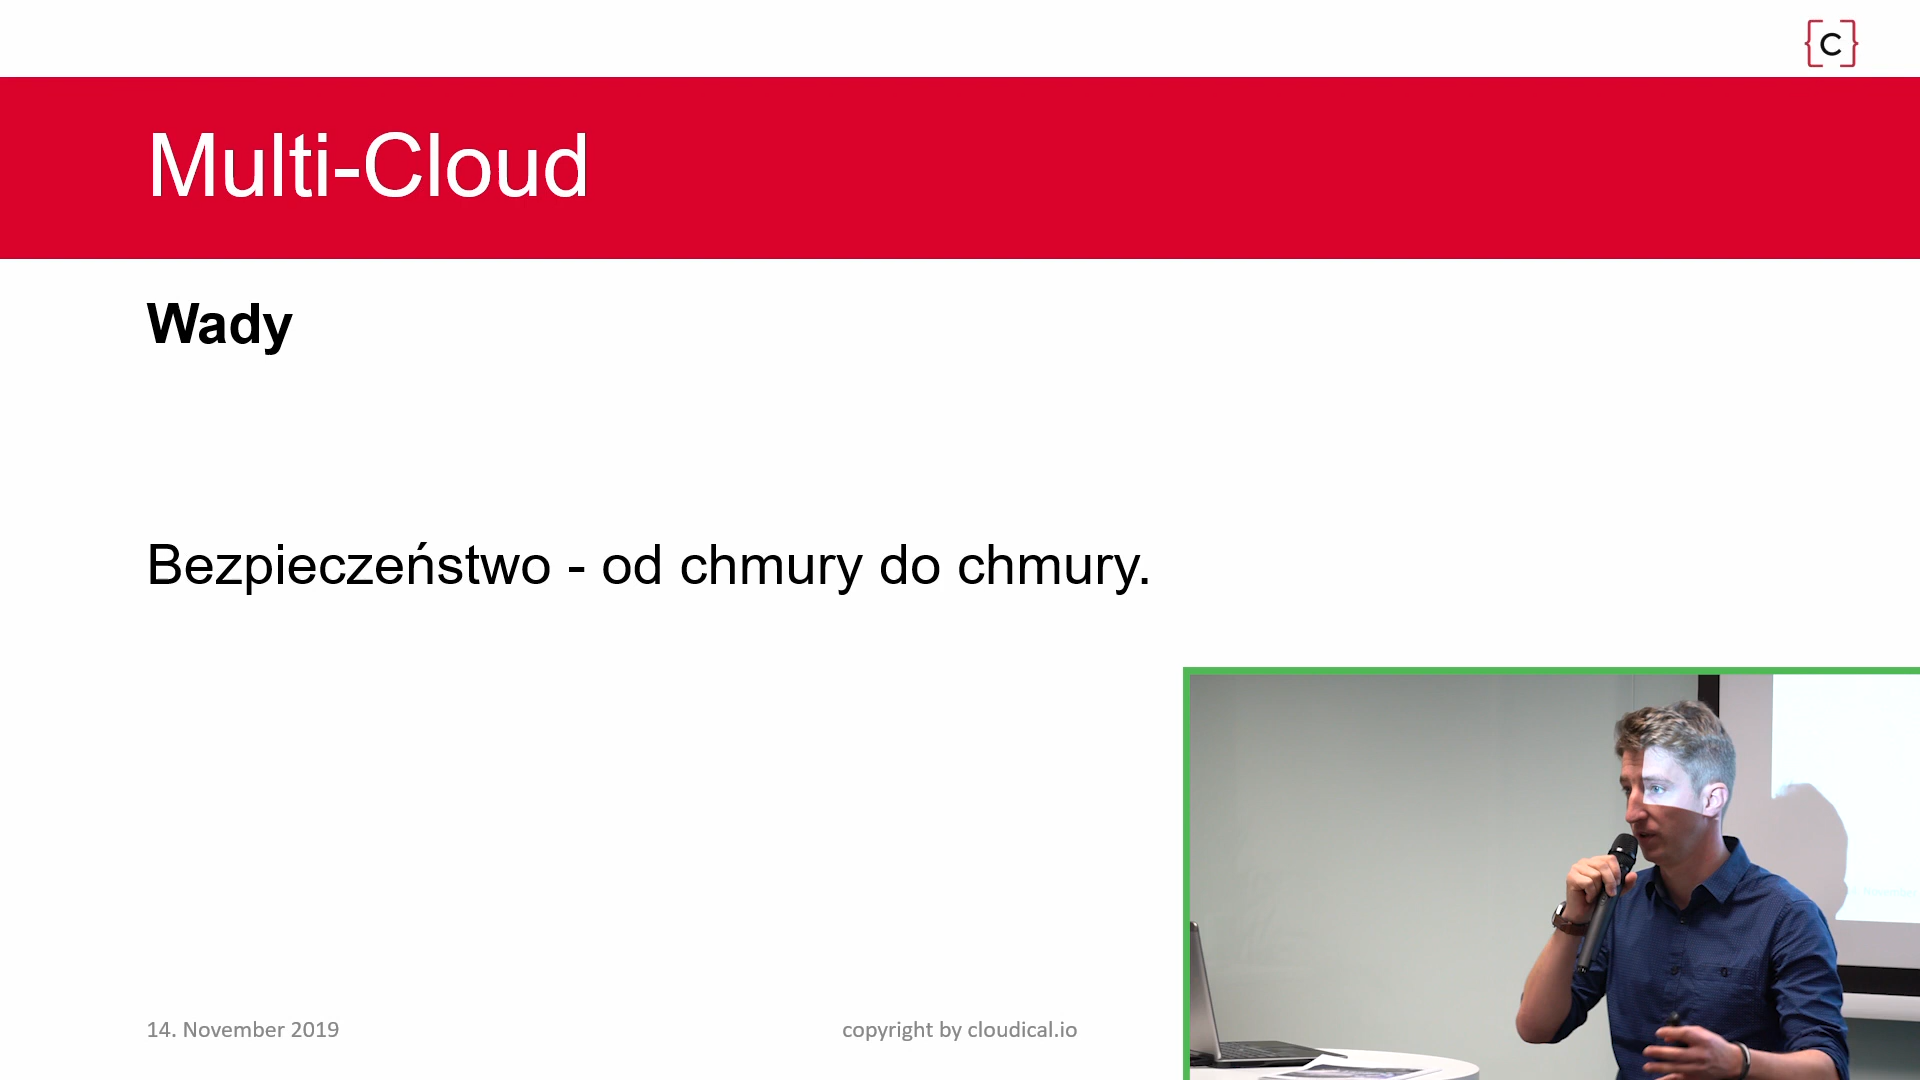 {C}
Multi-Cloud
Wady
Bezpieczeństwo - od chmury do chmury.
14. November 2019
copyright by cloudical.io